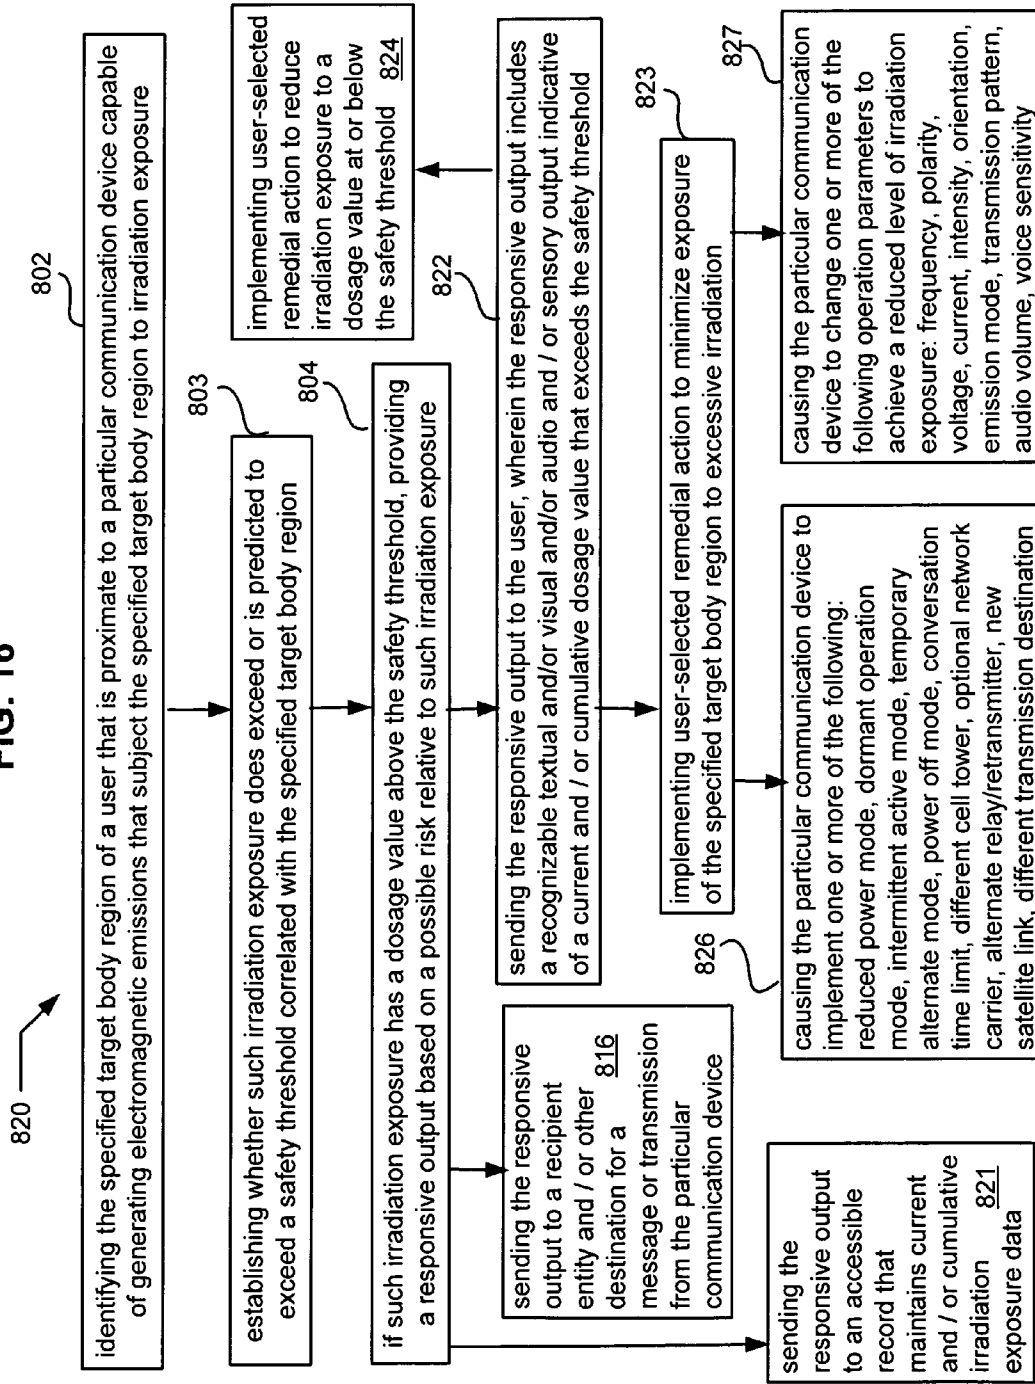 FIG.
820
802
identifying the specified target body region of a user that is proximate to a particular communication device capable
of generating electromagnetic emissions that subject the specified target body region to irradiation exposure
803
establishing whether such irradiation exposure does exceed or is predicted to
exceed a safety threshold correlated with the specified target body region
804
if such irradiation exposure has a dosage value above the safety threshold, providing
a responsive output based on a possible risk relative to such irradiation exposure
implementing user-selected
remedial action to reduce
irradiation exposure to a
dosage value at or below
the safety threshold 824
822
sending the responsive output to the user, wherein the responsive output includes
a recognizable textual and/or visual and/or audio and / or sensory output indicative
of a current and / or cumulative dosage value that exceeds the safety threshold
sending the responsive
output to a recipient
entity and / or other
destination for a 816
message or transmission
from the particular
communication device
823
implementing user-selected remedial action to minimize exposure
of the specified target body region to excessive irradiation
sending the
responsive output
to an accessible
record that
maintains current
and / or cumulative
irradiation 821
exposure data
826
causing the particular communication device to
implement one or more of the following:
reduced power mode, dormant operation
mode, intermittent active mode, temporary
alternate mode, power off mode, conversation
time limit, different cell tower, optional network
carrier, alternate relay/retransmitter, new
satellite link, different transmission destination
827
causing the particular communication
device to change one or more of the
following operation parameters to
achieve a reduced level of irradiation
exposure: frequency, polarity,
voltage, current, intensity, orientation,
emission mode, transmission pattern,
audio volume, voice sensitivity